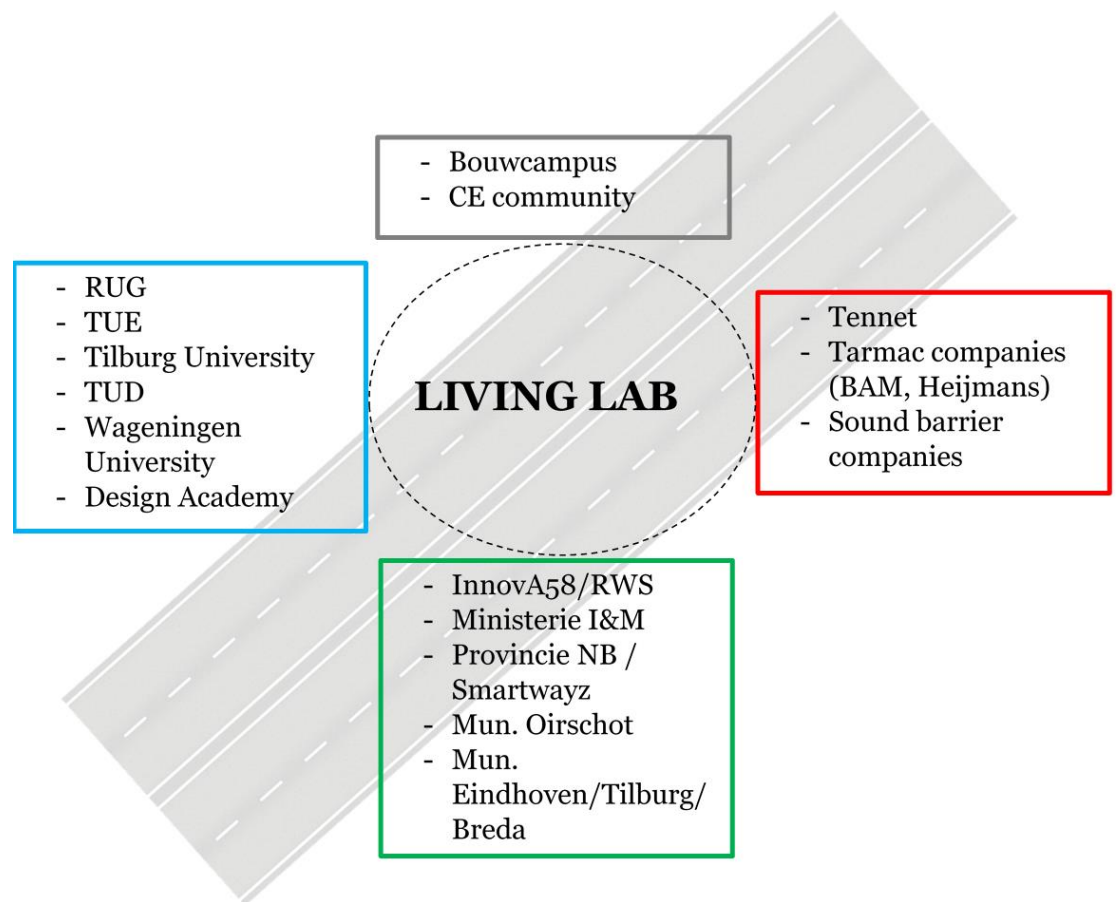 - Bouwcampus
- CE community
- RUG
- TUE
- Tilburg University
- TUD
- Wageningen
University
- Design Academy
LIVING LAB
- Tennet
- Tarmac companies
(BAM, Heijmans)
- Sound barrier
companies
- InnovA58/RWS
- Ministerie I&M
- Provincie NB /
Smartwayz
- Mun. Oirschot
- Mun.
Eindhoven/Tilburg/
Breda